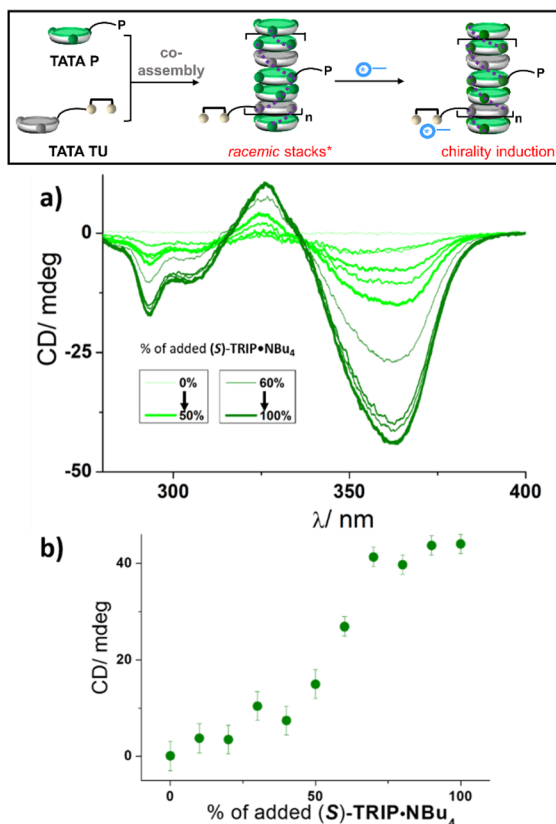 P
TATA P
co-
assembly
TATA TU
P
n
racemic stacks*
P
n
chirality induction
a)
CD/ mdeg
0
-25
-50
% of added (S)-TRIP•NBu4
0%
50%
60%
100%
300
350
400
λ/ nm
b)
CD/ mdeg
40
20
0
0
50
100
% of added (S)-TRIP•NBu4